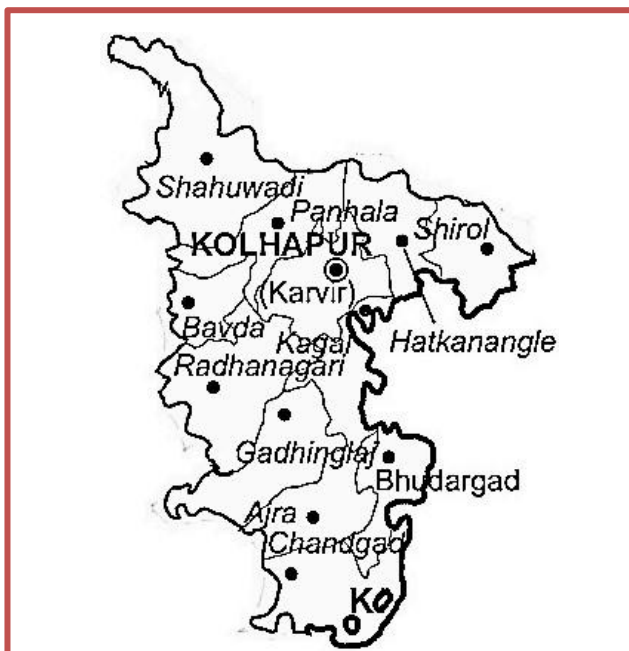 Shahuwadi
Panhala
Shirol
KOLHAPUR
(Karvir)
Bavda
Kagal
Hatkanangle
Radhanagari
Gadhinglaj
Bhudargad
Ajra
Chandgad
KO